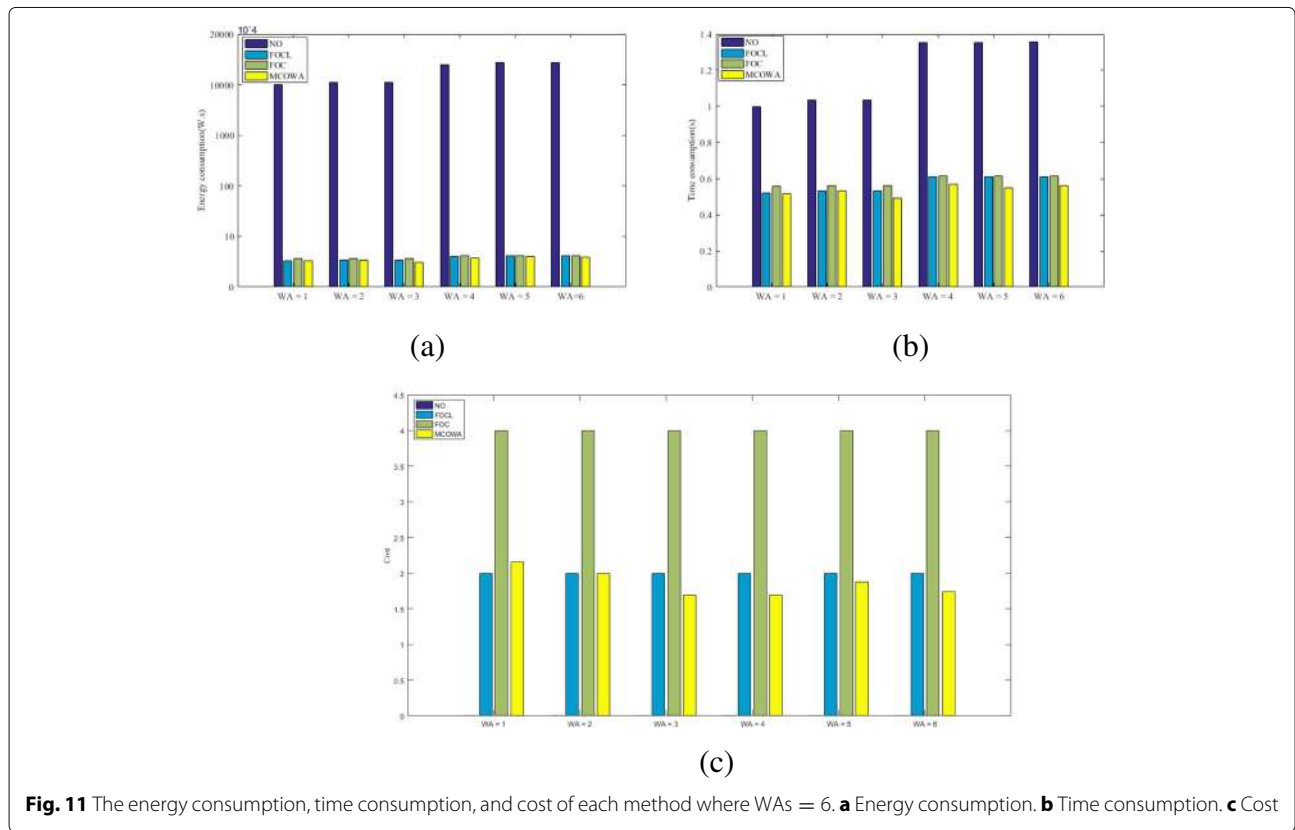 10^4
20000
10000
1000
100
10
0
Energy consumption(W.s)
NO
FOCL
FOC
MCOWA
WA = 1
WA = 2
WA = 3
WA = 4
WA = 5
WA=6
(a)
1.4
1.2
1
0.8
0.6
0.4
0.2
0
Time consumption(s)
NO
FOCL
FOC
MCOWA
WA = 1
WA = 2
WA = 3
WA = 4
WA = 5
WA = 6
(b)
4.5
4
3.5
3
2.5
2
1.5
1
0.5
0
Cost
NO
FOCL
FOC
MCOWA
WA = 1
WA = 2
WA = 3
WA = 4
WA = 5
WA = 6
(c)
Fig. 11 The energy consumption, time consumption, and cost of each method where WAs = 6. a Energy consumption. b Time consumption. c Cost